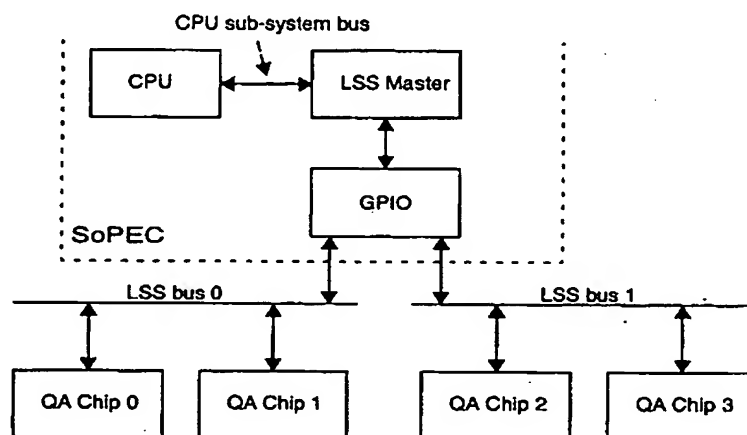 CPU sub-system bus
CPU
LSS Master
GPIO
SoPEC
LSS bus 0
LSS bus 1
QA Chip 0
QA Chip 1
QA Chip 2
QA Chip 3